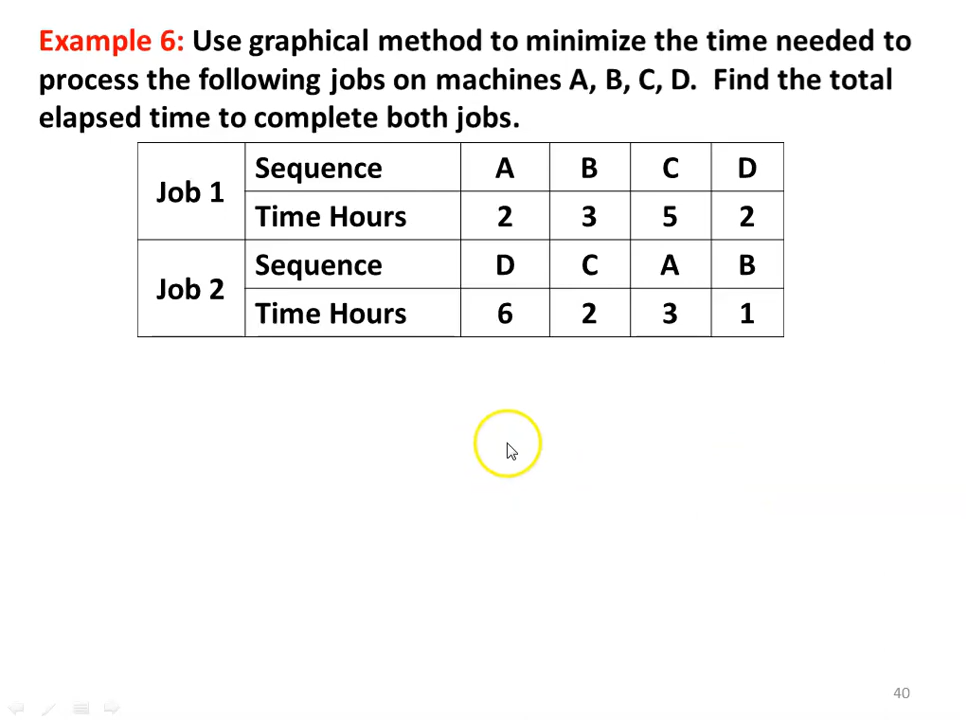 Example 6: Use graphical method to minimize the time needed to
process the following jobs on machines A, B, C, D. Find the total
elapsed time to complete both jobs.
Job 1
Sequence A B C D
Time Hours 2 3 5 2
Job 2
Sequence D C A B
Time Hours 6 2 3 1
40